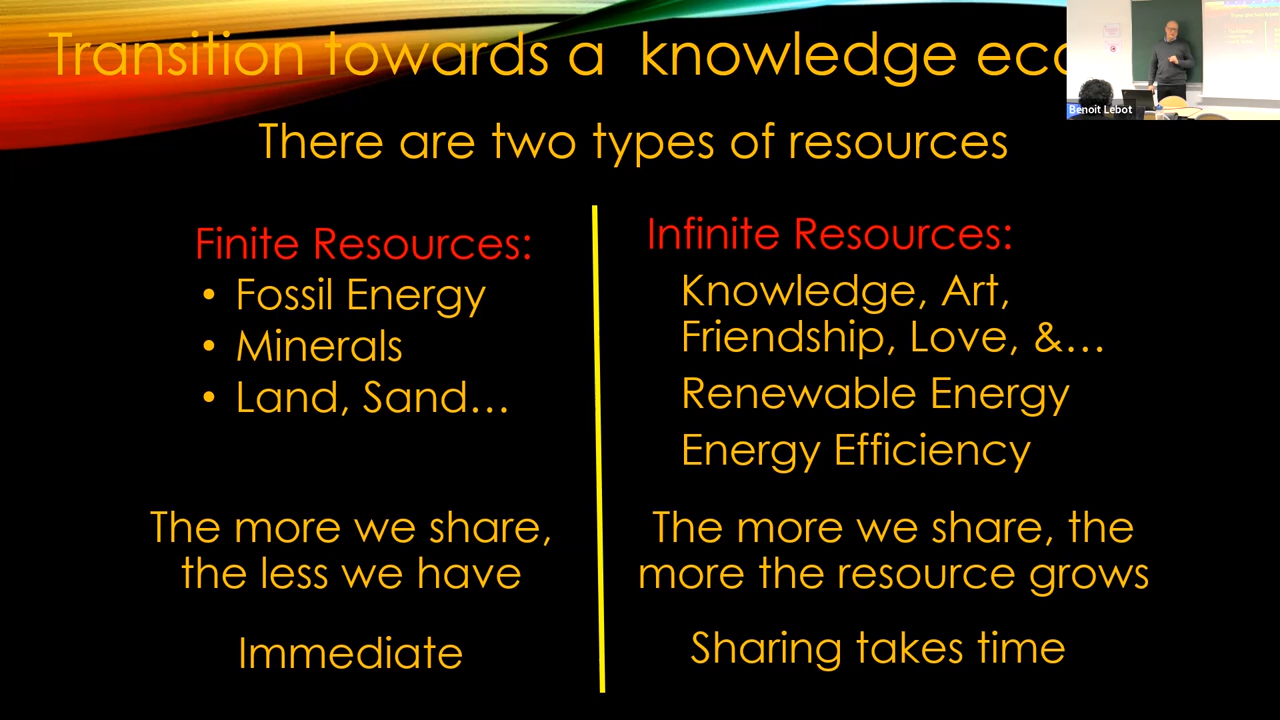 Transition towards a knowledge eco
Benoit Lebot
There are two types of resources
Finite Resources:
• Fossil Energy
• Minerals
• Land, Sand...
The more we share,
the less we have
Immediate
Infinite Resources:
Knowledge, Art,
Friendship, Love, &...
Renewable Energy
Energy Efficiency
The more we share, the
more the resource grows
Sharing takes time